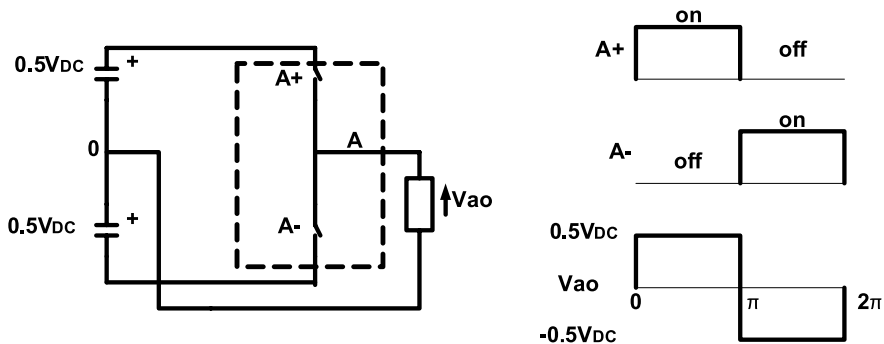 0.5VDC
+
A+
0
A
0.5VDC
+
A-
Vao
on
A+
off
on
A-
off
0.5VDC
Vao
0
π
2π
-0.5VDC